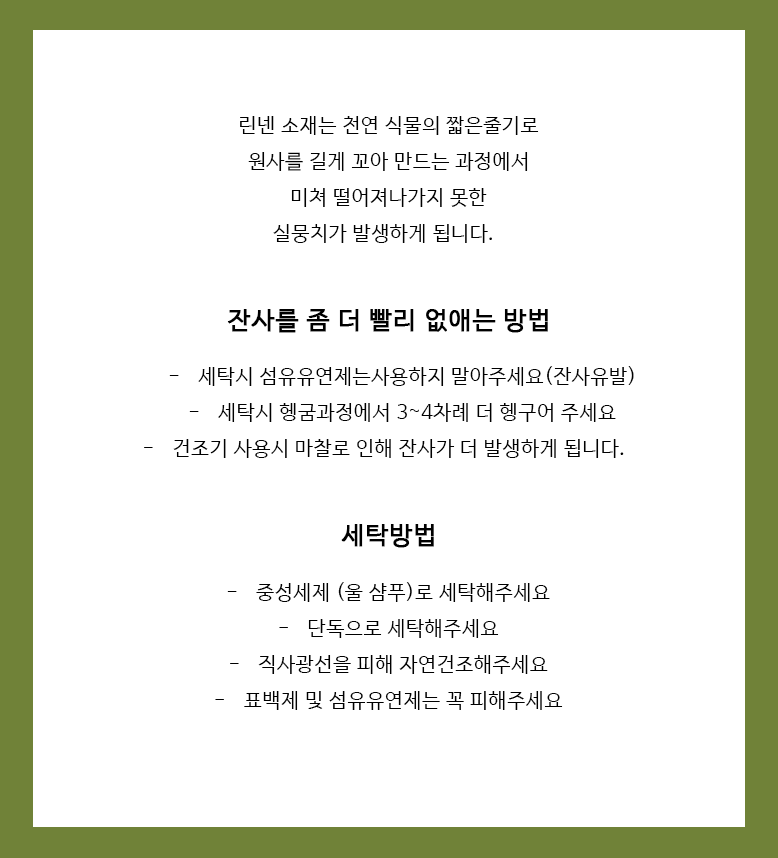 린넨 소재는 천연 식물의 짧은줄기로
원사를 길게 꼬아 만드는 과정에서
미쳐 떨어져나가지 못한
실뭉치가 발생하게 됩니다.
잔사를 좀 더 빨리 없애는 방법
- 세탁시 섬유유연제는사용하지 말아주세요(잔사유발)
- 세탁시 헹굼과정에서 3~4차례 더 헹구어 주세요
- 건조기 사용시 마찰로 인해 잔사가 더 발생하게 됩니다.
세탁방법
- 중성세제 (울 샴푸)로 세탁해주세요
- 단독으로 세탁해주세요
- 직사광선을 피해 자연건조해주세요
- 표백제 및 섬유유연제는 꼭 피해주세요